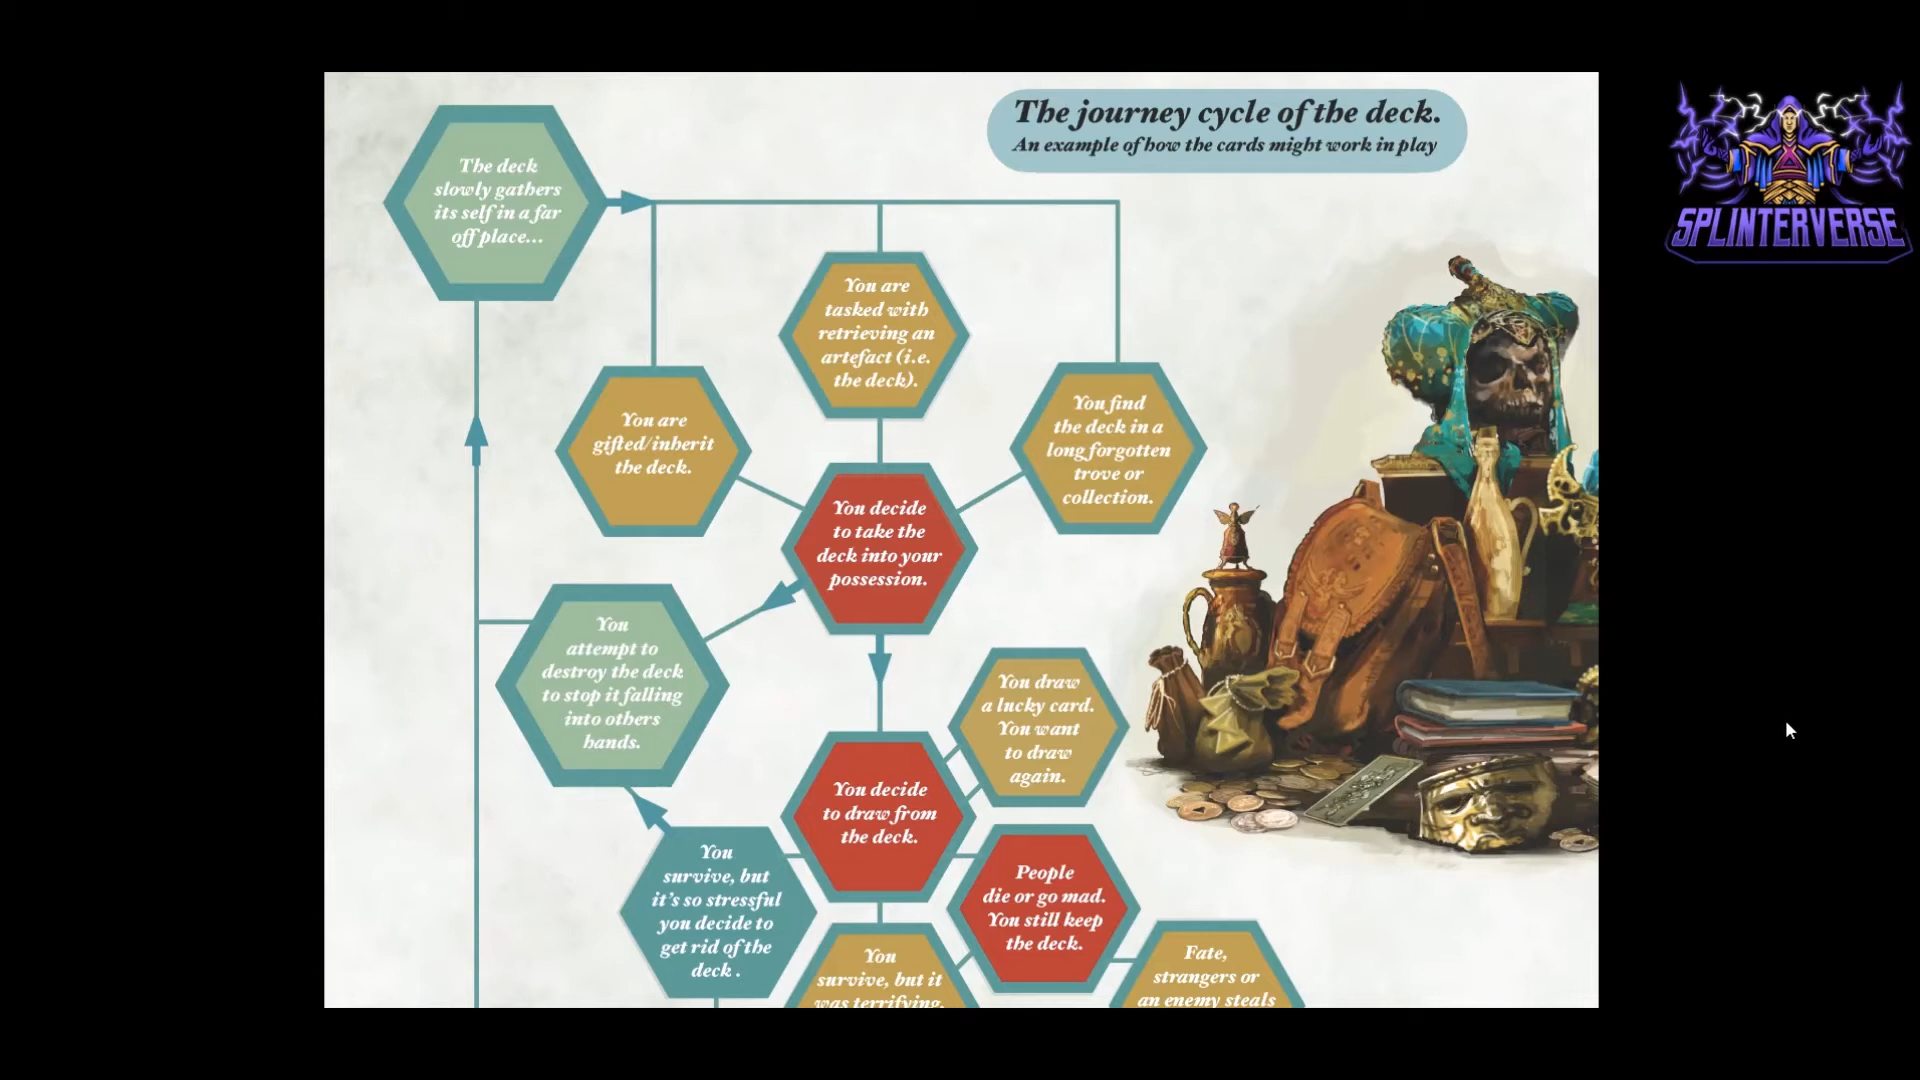 The journey cycle of the deck.
An example of how the cards might work in play
SPLINTERVERSE
The deck
slowly gathers
its self in a far
off place...
You are
tasked with
retrieving an
artefact (i.e.
the deck).
You are
gifted/inherit
the deck.
You find
the deck in a
long forgotten
trove or
collection.
You decide
to take the
deck into your
possession.
You
attempt to
destroy the deck
to stop it falling
into others
hands.
You draw
a lucky card.
You want
to draw
again.
You decide
to draw from
the deck.
You
survive, but
it's so stressful
you decide to
get rid of the
deck .
People
die or go mad.
You still keep
the deck.
You
survive, but it
was terrifying.
Fate,
strangers or
an enemy steals